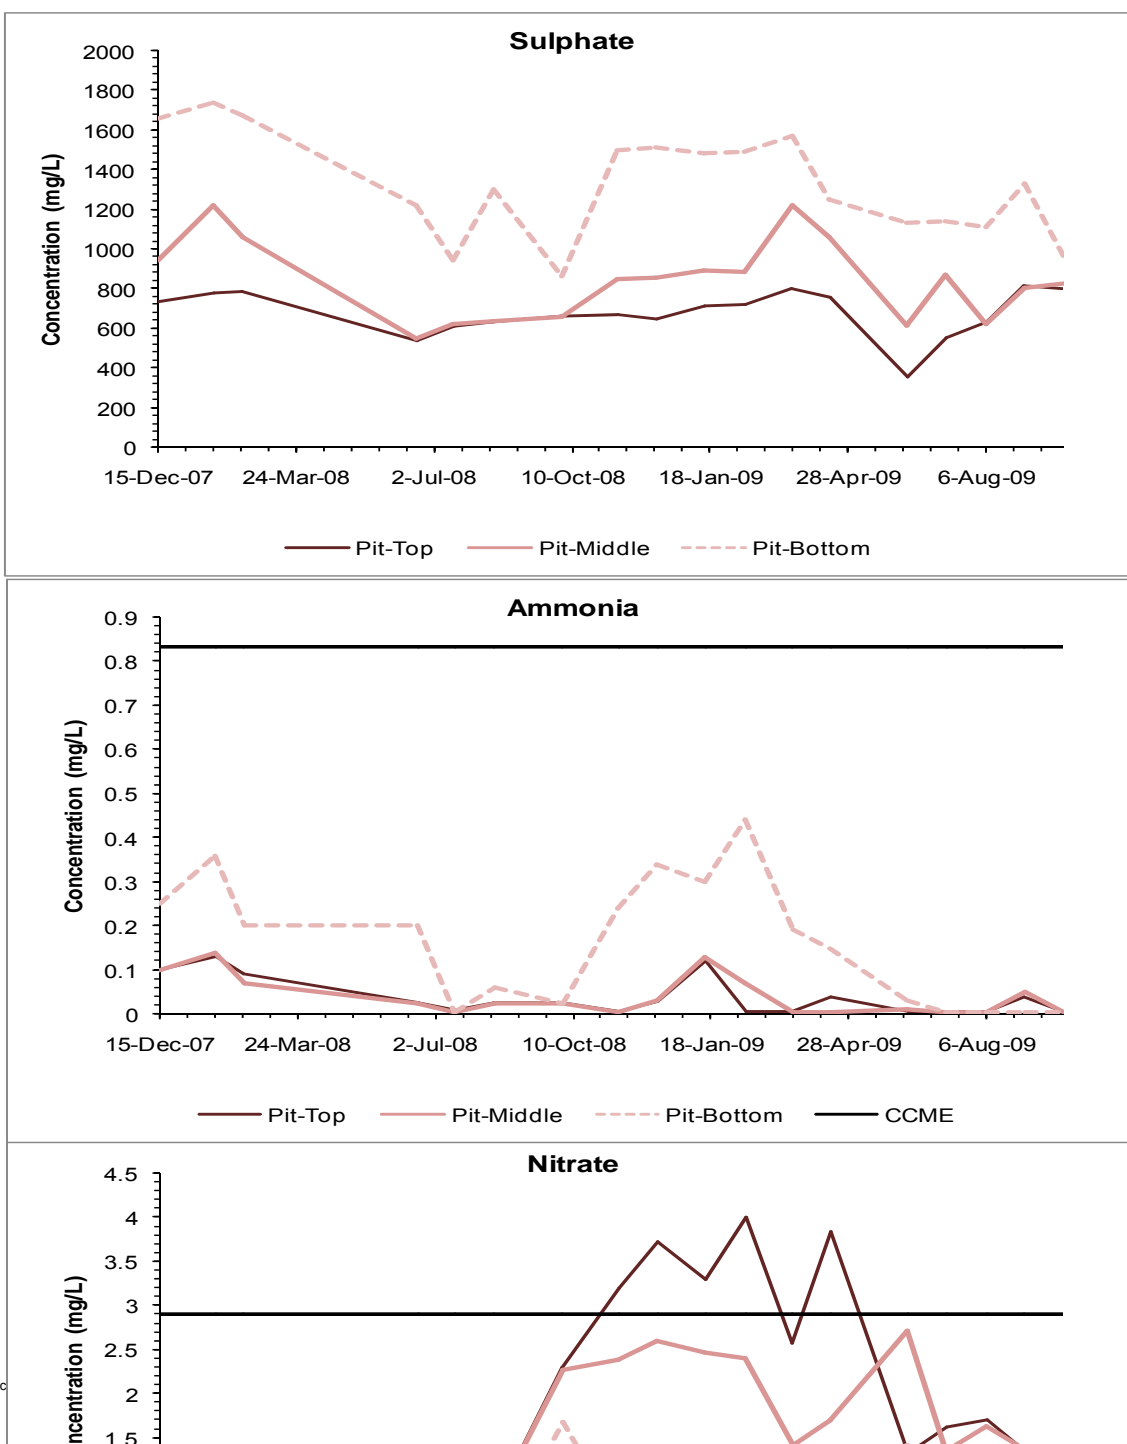 Sulphate
Concentration (mg/L)
2000
1800
1600
1400
1200
1000
800
600
400
200
0
15-Dec-07 24-Mar-08 2-Jul-08 10-Oct-08 18-Jan-09 28-Apr-09 6-Aug-09
Pit-Top Pit-Middle Pit-Bottom
Ammonia
Concentration (mg/L)
0.9
0.8
0.7
0.6
0.5
0.4
0.3
0.2
0.1
0
15-Dec-07 24-Mar-08 2-Jul-08 10-Oct-08 18-Jan-09 28-Apr-09 6-Aug-09
Pit-Top Pit-Middle Pit-Bottom CCME
Nitrate
ncentration (mg/L)
4.5
4
3.5
3
2.5
2
1.5
c